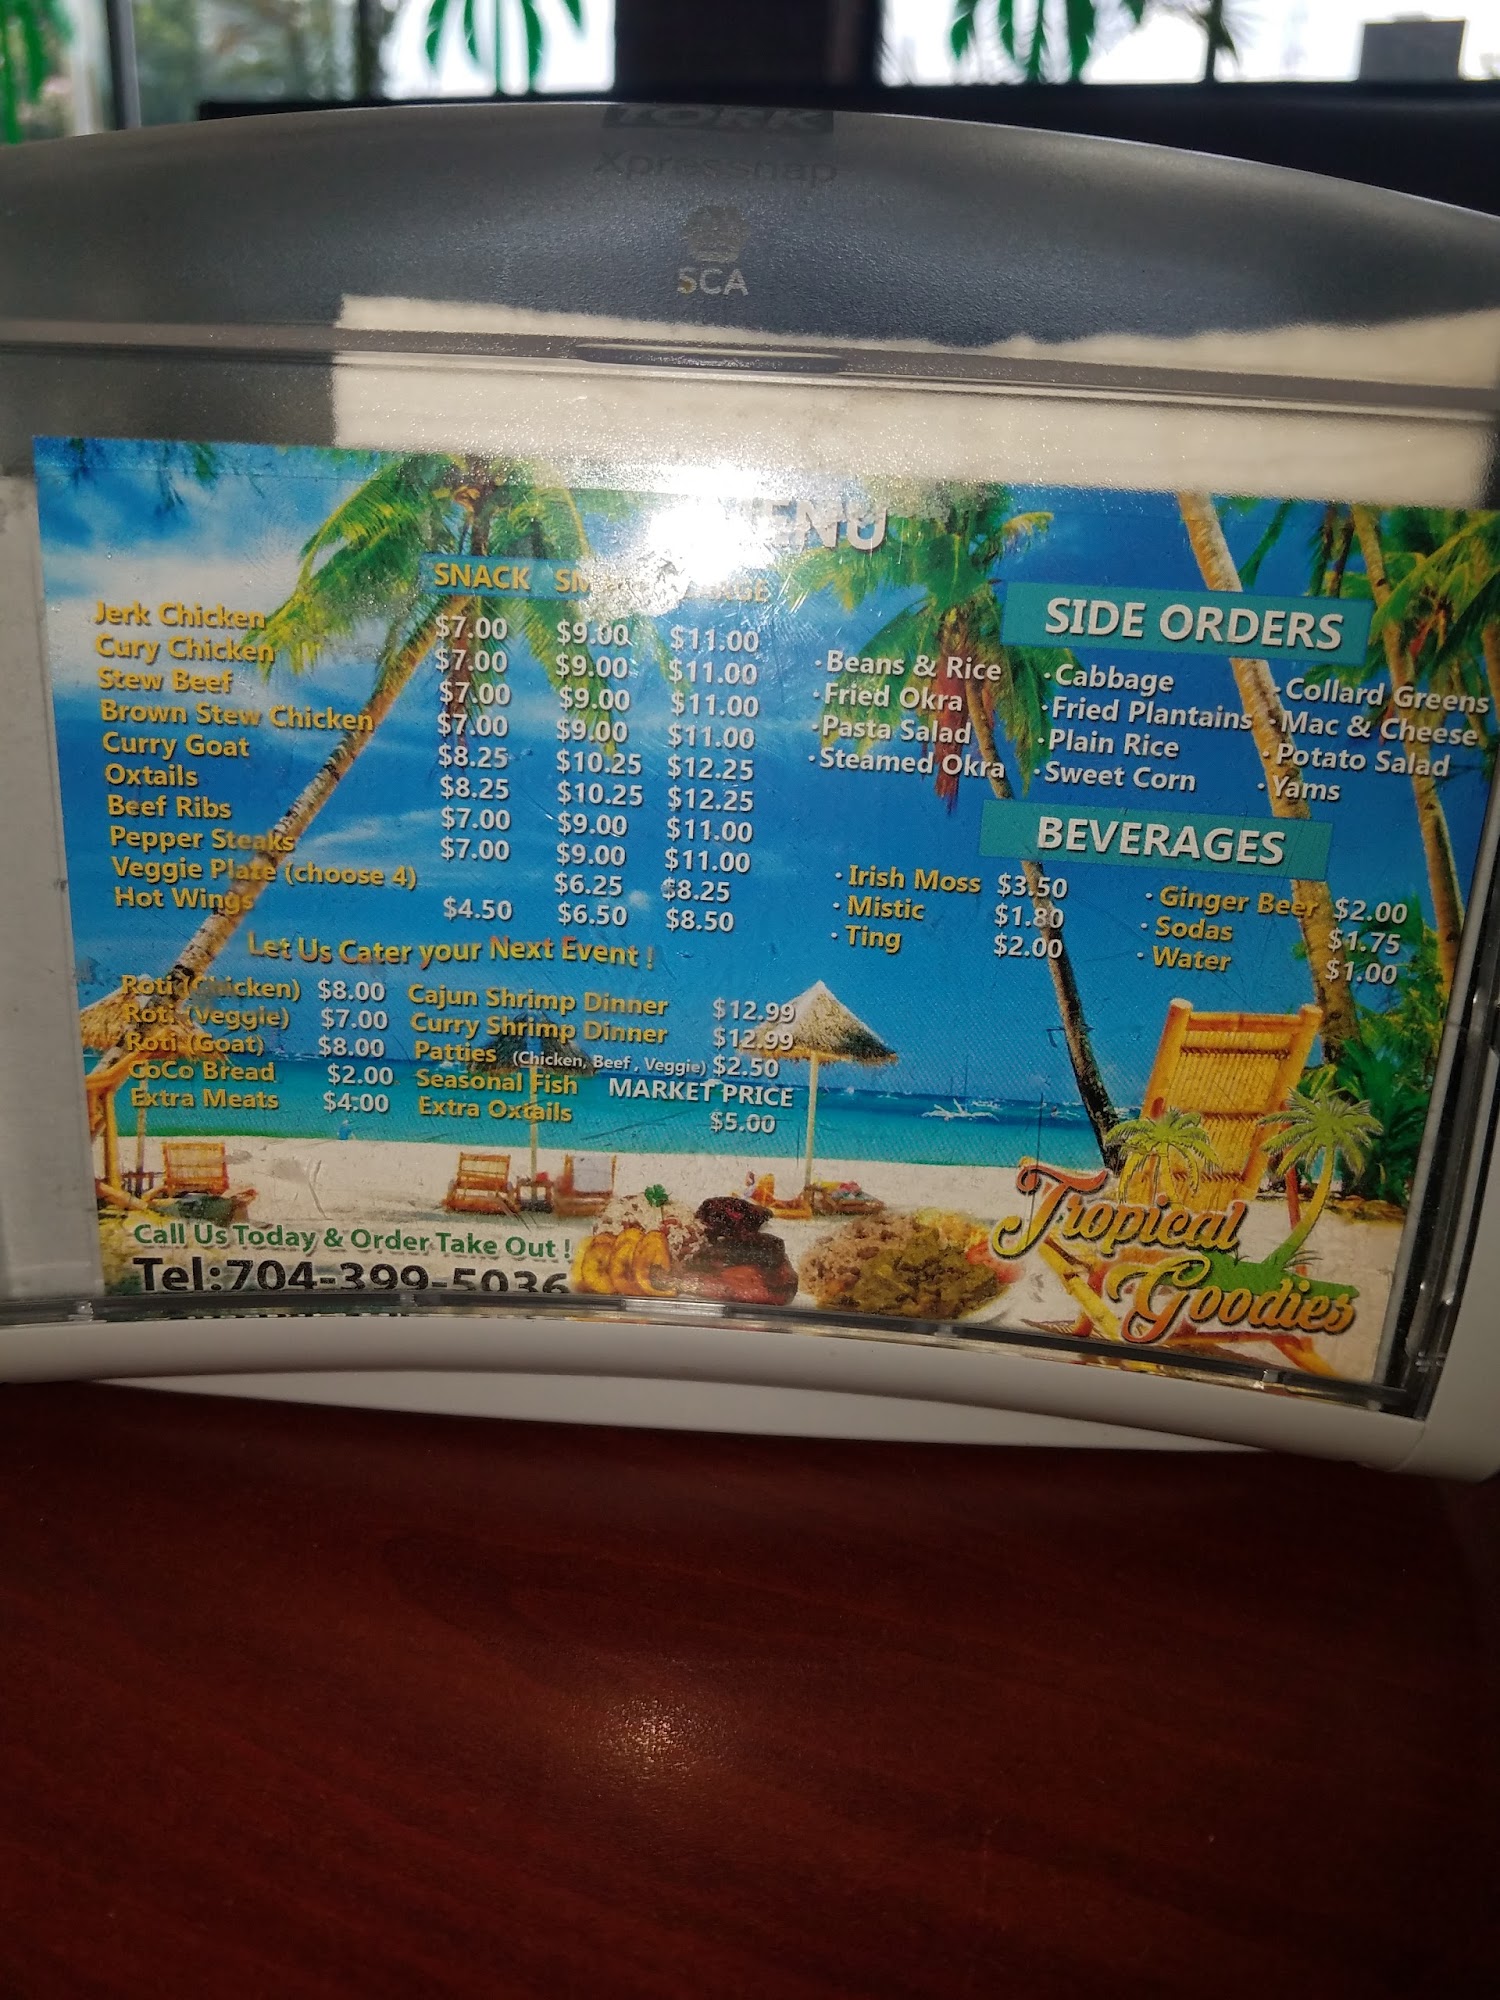 TORK
xpressnap
SCA
MENU
SNACK
Jerk Chicken $7.00 $9.00 $11.00
Cury Chicken $7.00 $9.00 $11.00
Stew Beef $7.00 $9.00 $11.00
Brown Stew Chicken $7.00 $9.00 $11.00
Curry Goat $8.25 $10.25 $12.25
Oxtails $8.25 $10.25 $12.25
Beef Ribs $7.00 $9.00 $11.00
Pepper Steaks $7.00 $9.00 $11.00
Veggie Plate (choose 4) $6.25 $8.25
Hot Wings $4.50 $6.50 $8.50
Let Us Cater your Next Event !
Roti (Chicken) $8.00 Cajun Shrimp Dinner $12.99
Roti (Veggie) $7.00 Curry Shrimp Dinner $12.99
Roti (Goat) $8.00 Patties (Chicken, Beef , Veggie) $2.50
CoCo Bread $2.00 Seasonal Fish MARKET PRICE
Extra Meats $4.00 Extra Oxtails $5.00
SIDE ORDERS
· Beans & Rice · Cabbage · Collard Greens
· Fried Okra · Fried Plantains · Mac & Cheese
· Pasta Salad · Plain Rice · Potato Salad
· Steamed Okra · Sweet Corn · Yams
BEVERAGES
· Irish Moss $3.50 · Ginger Beer $2.00
· Mistic $1.80 · Sodas $1.75
· Ting $2.00 · Water $1.00
Call Us Today & Order Take Out !
Tel:704-399-5036
Tropical
Goodies